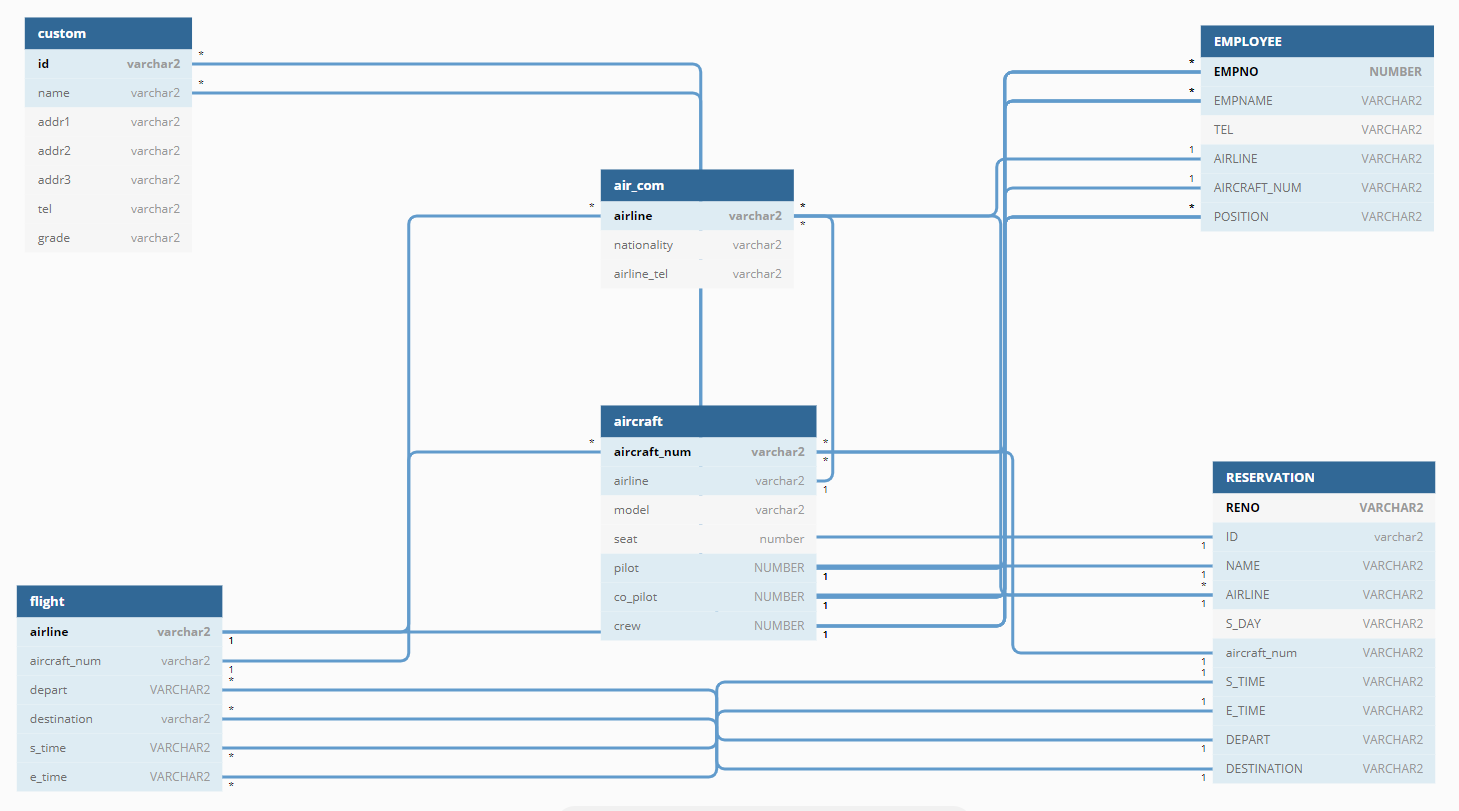 custom
id varchar2
name varchar2
addr1 varchar2
addr2 varchar2
addr3 varchar2
tel varchar2
grade varchar2
*
*
air_com
airline varchar2
nationality varchar2
airline_tel varchar2
*
*
*
EMPLOYEE
EMPNO NUMBER
EMPNAME VARCHAR2
TEL VARCHAR2
AIRLINE VARCHAR2
AIRCRAFT_NUM VARCHAR2
POSITION VARCHAR2
*
*
1
1
*
aircraft
aircraft_num varchar2
airline varchar2
model varchar2
seat number
pilot NUMBER
co_pilot NUMBER
crew NUMBER
*
*
*
1
1
1
1
flight
airline varchar2
aircraft_num varchar2
depart VARCHAR2
destination varchar2
s_time VARCHAR2
e_time VARCHAR2
1
1
*
*
*
*
RESERVATION
RENO VARCHAR2
ID varchar2
NAME VARCHAR2
AIRLINE VARCHAR2
S_DAY VARCHAR2
aircraft_num VARCHAR2
S_TIME VARCHAR2
E_TIME VARCHAR2
DEPART VARCHAR2
DESTINATION VARCHAR2
1
1
*
1
1
1
1
1
1